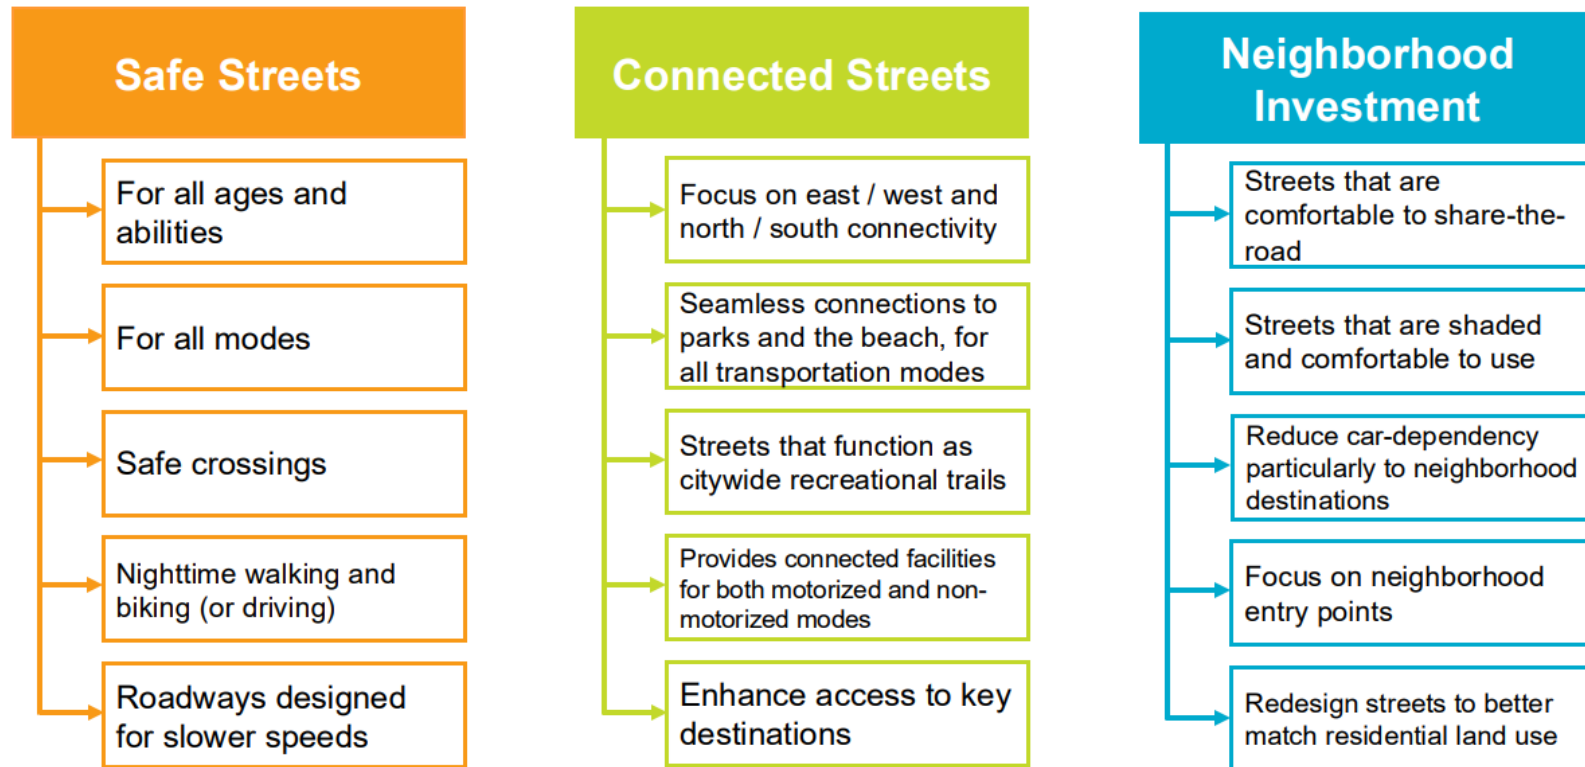 Safe Streets
For all ages and
abilities
For all modes
Safe crossings
Nighttime walking and
biking (or driving)
Roadways designed
for slower speeds
Connected Streets
Focus on east / west and
north / south connectivity
Seamless connections to
parks and the beach, for
all transportation modes
Streets that function as
citywide recreational trails
Provides connected facilities
for both motorized and non-
motorized modes
Enhance access to key
destinations
Neighborhood
Investment
Streets that are
comfortable to share-the-
road
Streets that are shaded
and comfortable to use
Reduce car-dependency
particularly to neighborhood
destinations
Focus on neighborhood
entry points
Redesign streets to better
match residential land use